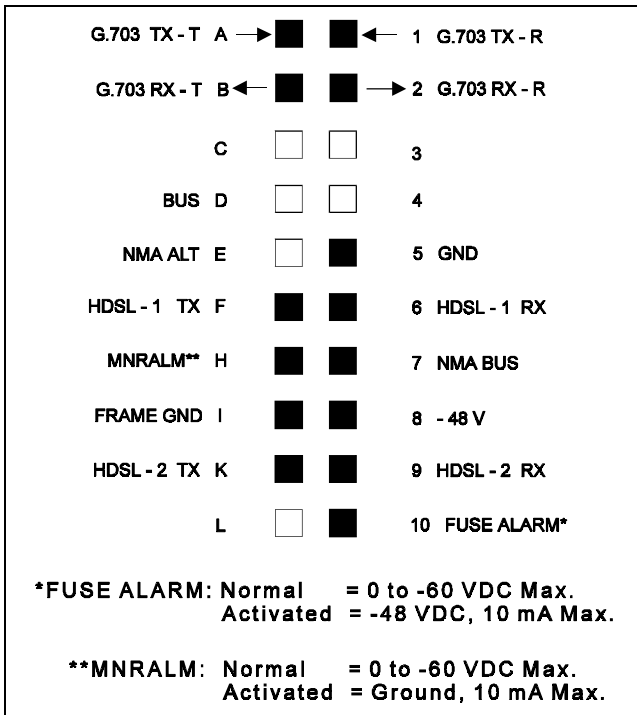 G.703 TX - T A 1 G.703 TX - R
G.703 RX - T B 2 G.703 RX - R
C 3
BUS D 4
NMA ALT E 5 GND
HDSL - 1 TX F 6 HDSL - 1 RX
MNRALM** H 7 NMA BUS
FRAME GND I 8 - 48 V
HDSL - 2 TX K 9 HDSL - 2 RX
L 10 FUSE ALARM*
*FUSE ALARM: Normal = 0 to -60 VDC Max.
Activated = -48 VDC, 10 mA Max.
**MNRALM: Normal = 0 to -60 VDC Max.
Activated = Ground, 10 mA Max.